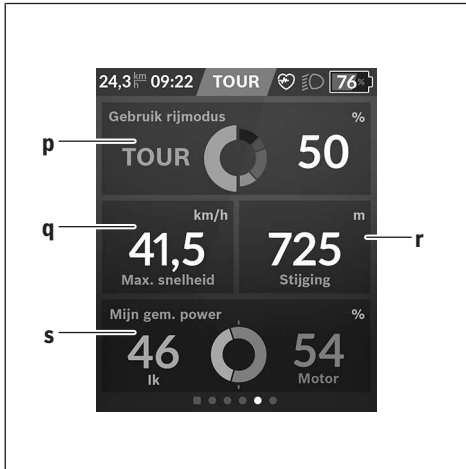 24,3 km/h 09:22 TOUR 76%
Gebruik rijmodus %
p
TOUR 50
km/h m
q
41,5 725
r
Max. snelheid Stijging
Mijn gem. power %
s
46 54
Ik Motor